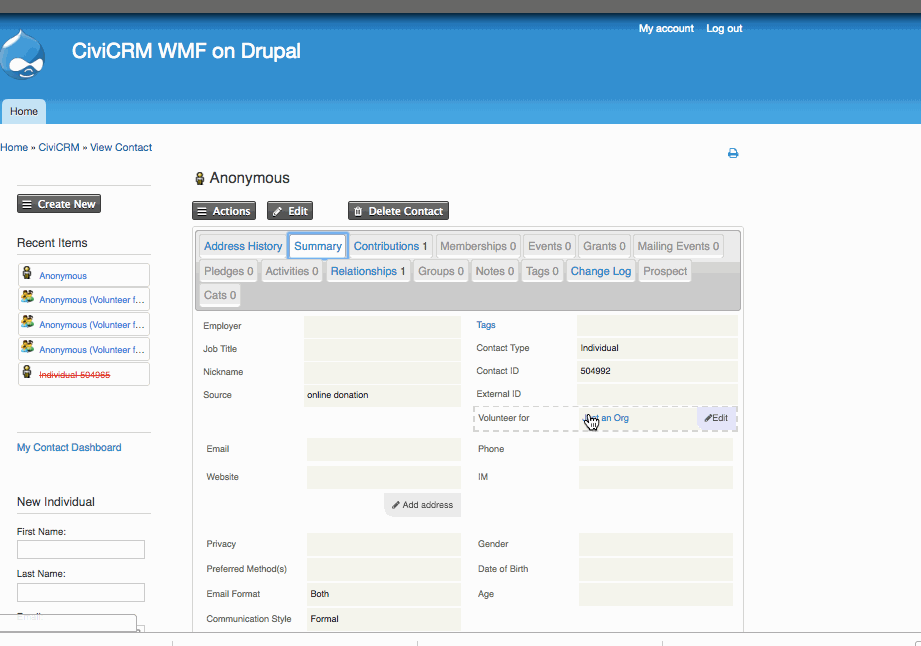 My account Log out
CiviCRM WMF on Drupal
Home
Home » CiviCRM » View Contact
Anonymous
Create New
Actions Edit Delete Contact
Recent Items
Anonymous
Anonymous (Volunteer f...
Anonymous (Volunteer f...
Anonymous (Volunteer f...
Individual 504965
My Contact Dashboard
New Individual
First Name:
Last Name:
Email
Address History Summary Contributions 1 Memberships 0 Events 0 Grants 0 Mailing Events 0
Pledges 0 Activities 0 Relationships 1 Groups 0 Notes 0 Tags 0 Change Log Prospect
Cats 0
Employer
Job Title
Nickname
Source online donation
Tags
Contact Type Individual
Contact ID 504992
External ID
Volunteer for an Org Edit
Email
Website
Add address
Phone
IM
Privacy
Preferred Method(s)
Email Format Both
Communication Style Formal
Gender
Date of Birth
Age